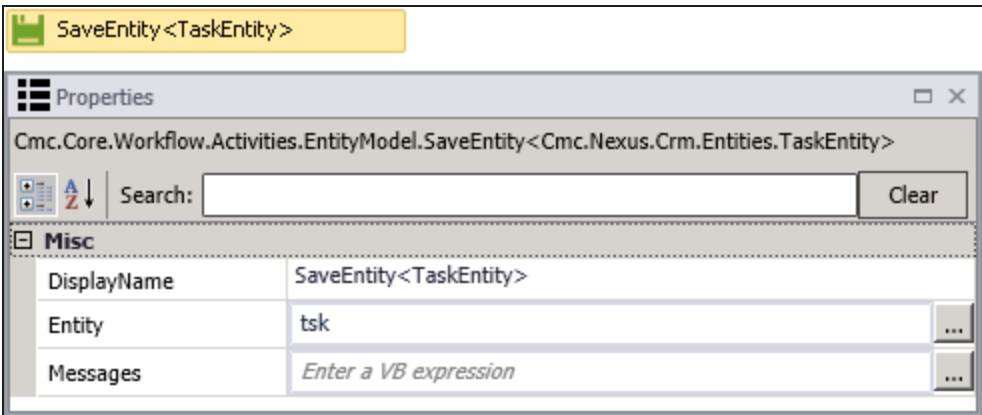 SaveEntity<TaskEntity>
Properties
Cmc.Core.Workflow.Activities.EntityModel.SaveEntity<Cmc.Nexus.Crm.Entities.TaskEntity>
A Z Search: Clear
Misc
DisplayName SaveEntity<TaskEntity>
Entity tsk ...
Messages Enter a VB expression ...